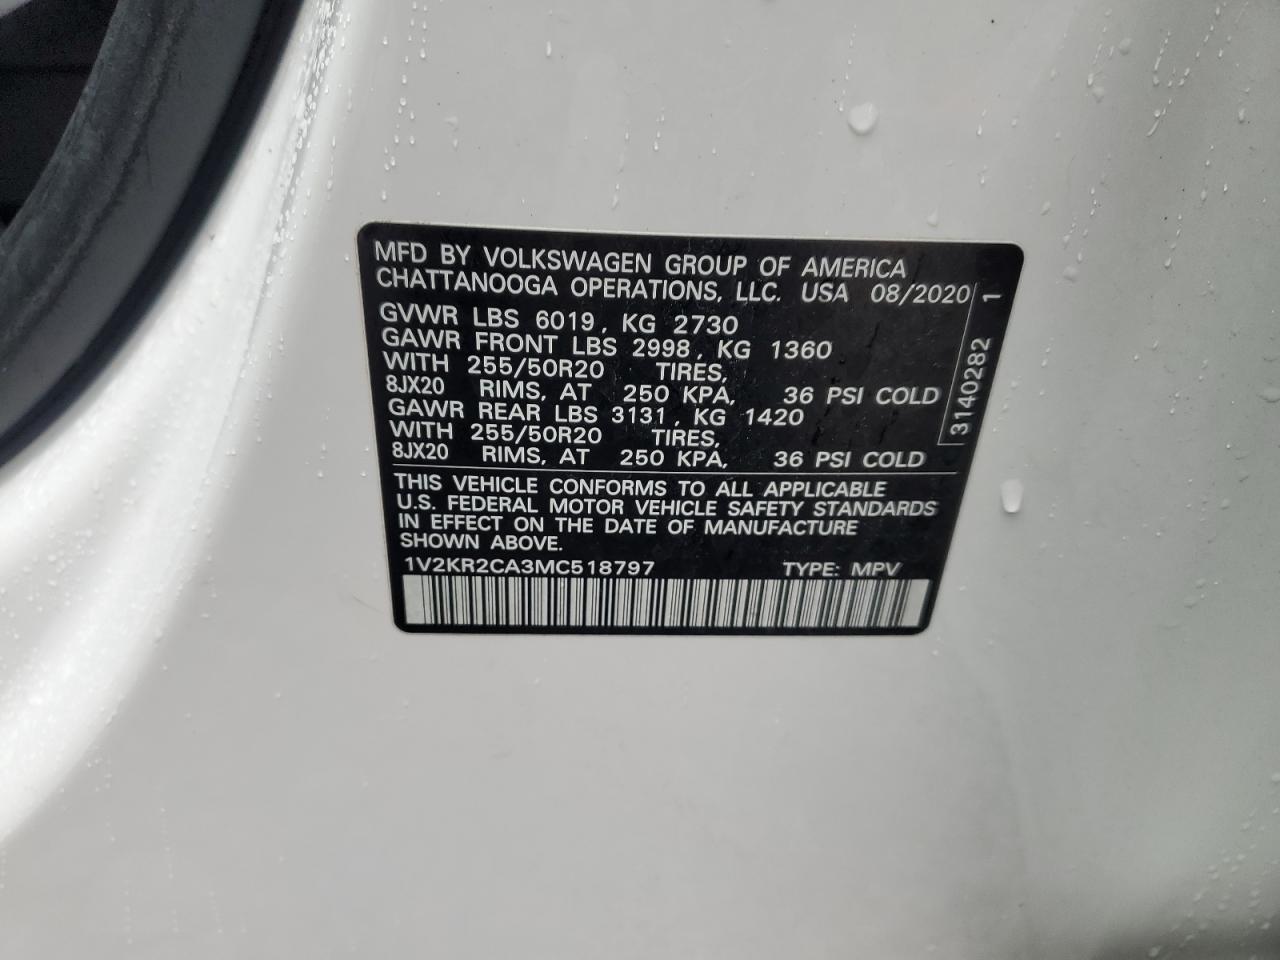 MFD BY VOLKSWAGEN GROUP OF AMERICA
CHATTANOOGA OPERATIONS, LLC. USA 08/2020
GVWR LBS 6019, KG 2730
GAWR FRONT LBS 2998, KG 1360
WITH 255/50R20 TIRES,
8JX20 RIMS, AT 250 KPA, 36 PSI COLD
GAWR REAR LBS 3131, KG 1420
WITH 255/50R20 TIRES,
8JX20 RIMS, AT 250 KPA, 36 PSI COLD
THIS VEHICLE CONFORMS TO ALL APPLICABLE
U.S. FEDERAL MOTOR VEHICLE SAFETY STANDARDS
IN EFFECT ON THE DATE OF MANUFACTURE
SHOWN ABOVE.
1V2KR2CA3MC518797 TYPE: MPV
3140282 1